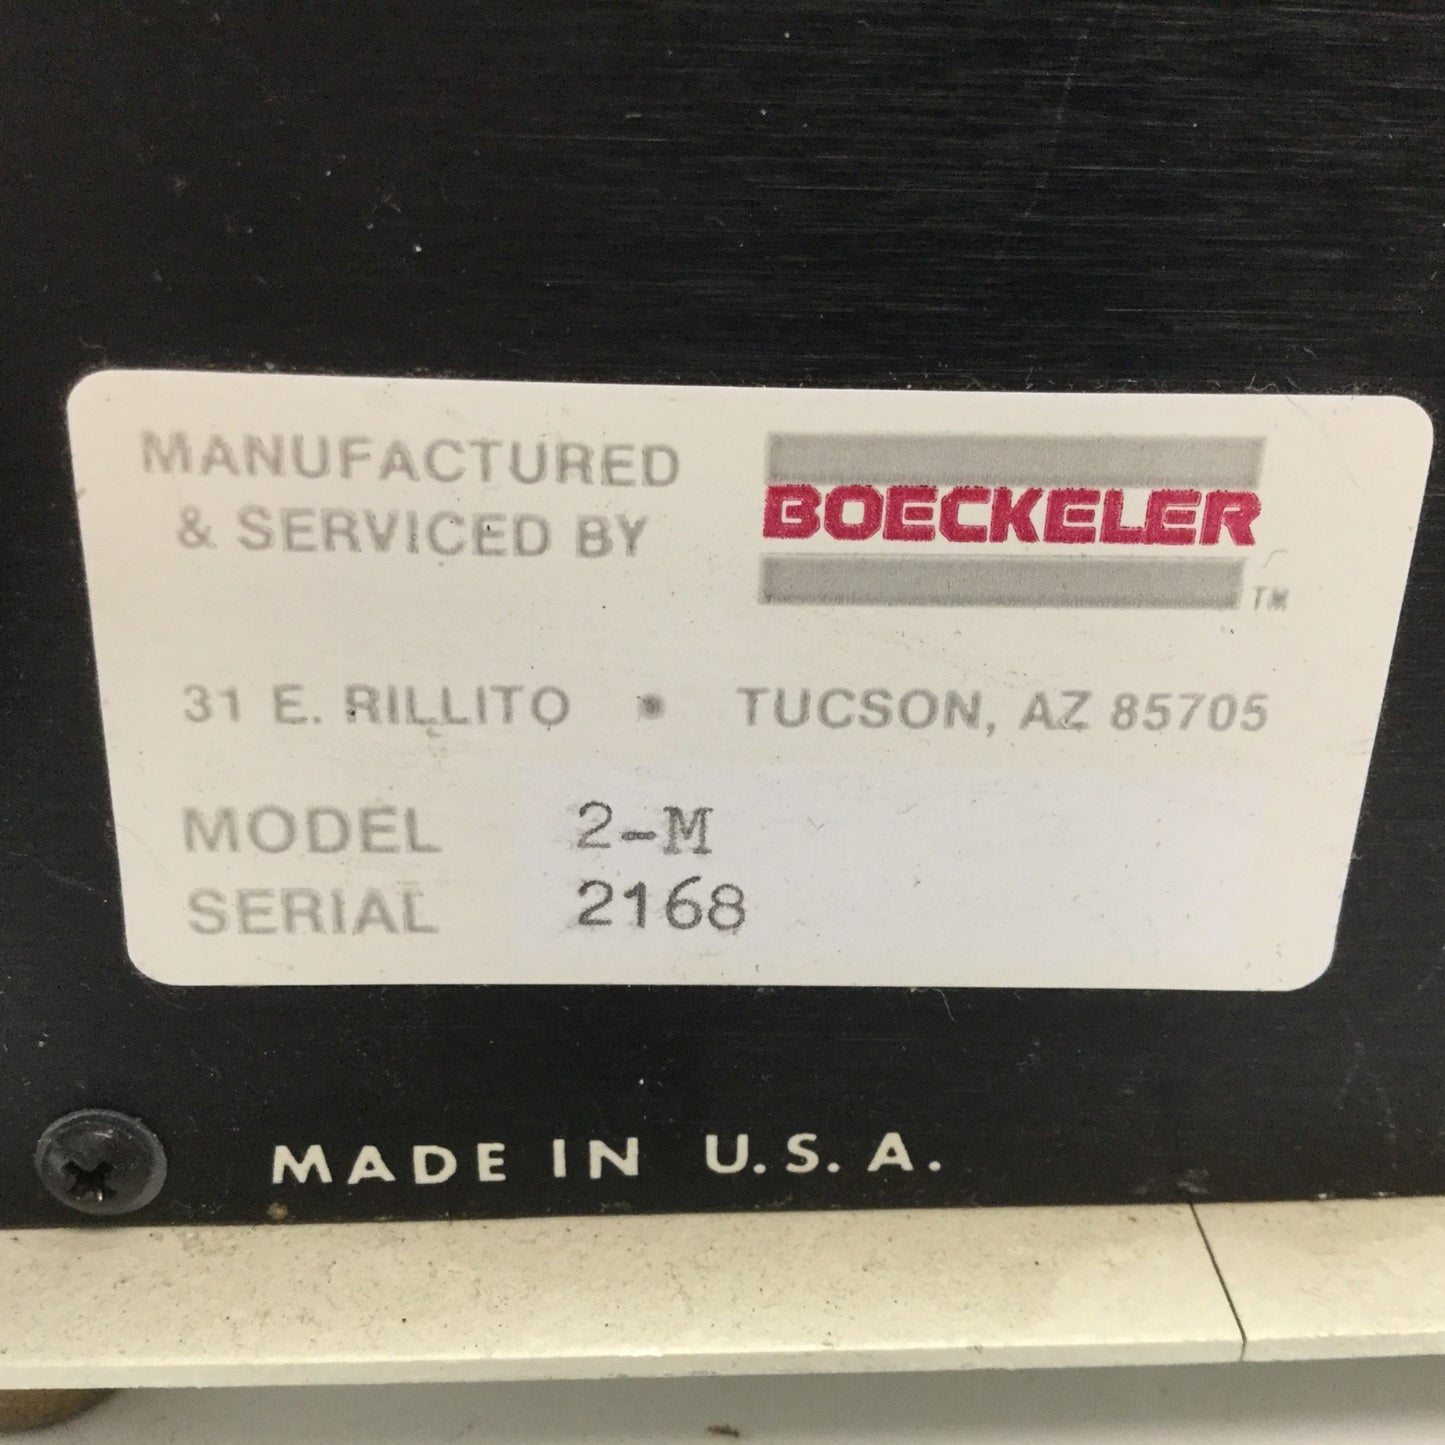 MANUFACTURED
& SERVICED BY
BOECKELER
TM
31 E. RILLITO • TUCSON, AZ 85705
MODEL 2-M
SERIAL 2168
MADE IN U.S.A.